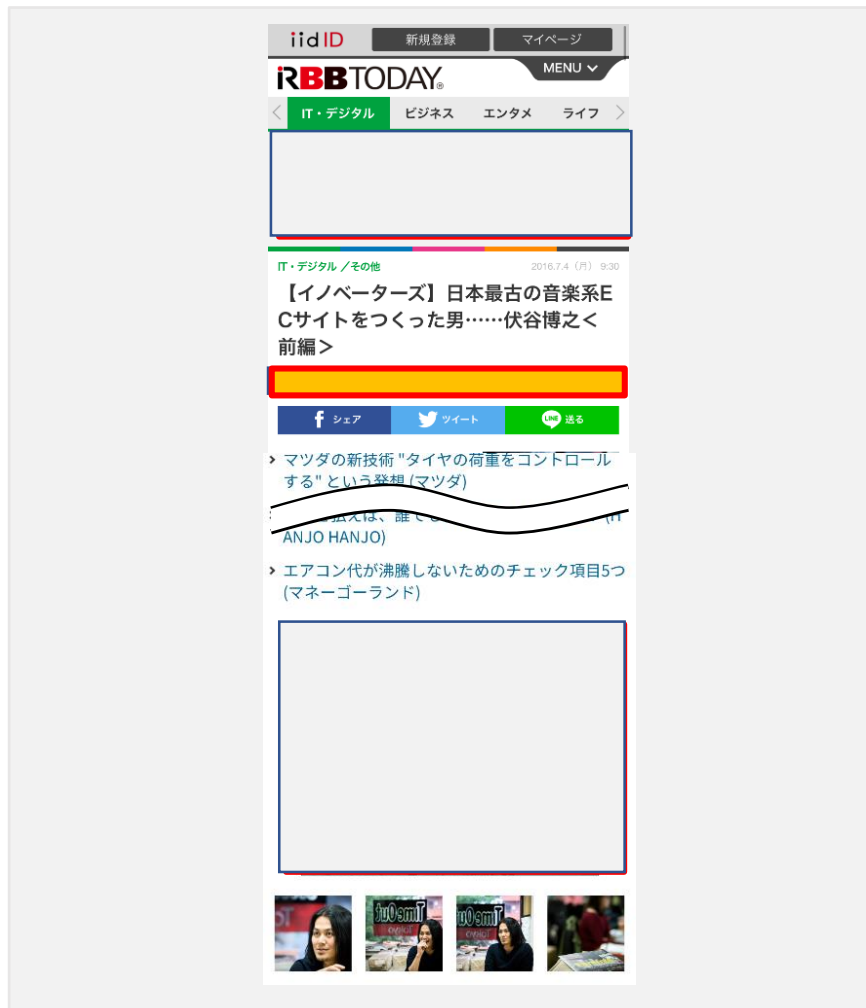 iid ID 新規登録 マイページ
RBB TODAY® MENU
IT・デジタル ビジネス エンタメ ライフ
IT・デジタル／その他 2016.7.4（月） 9:30
【イノベーターズ】日本最古の音楽系E
Cサイトをつくった男……伏谷博之＜
前編＞
f シェア ツイート LINE 送る
マツダの新技術 "タイヤの荷重をコントロール
する" という発想 (マツダ)
ANJO HANJO)
エアコン代が沸騰しないためのチェック項目5つ
(マネーゴーランド)
Time Out
TOKYO
Time Out
TOKYO